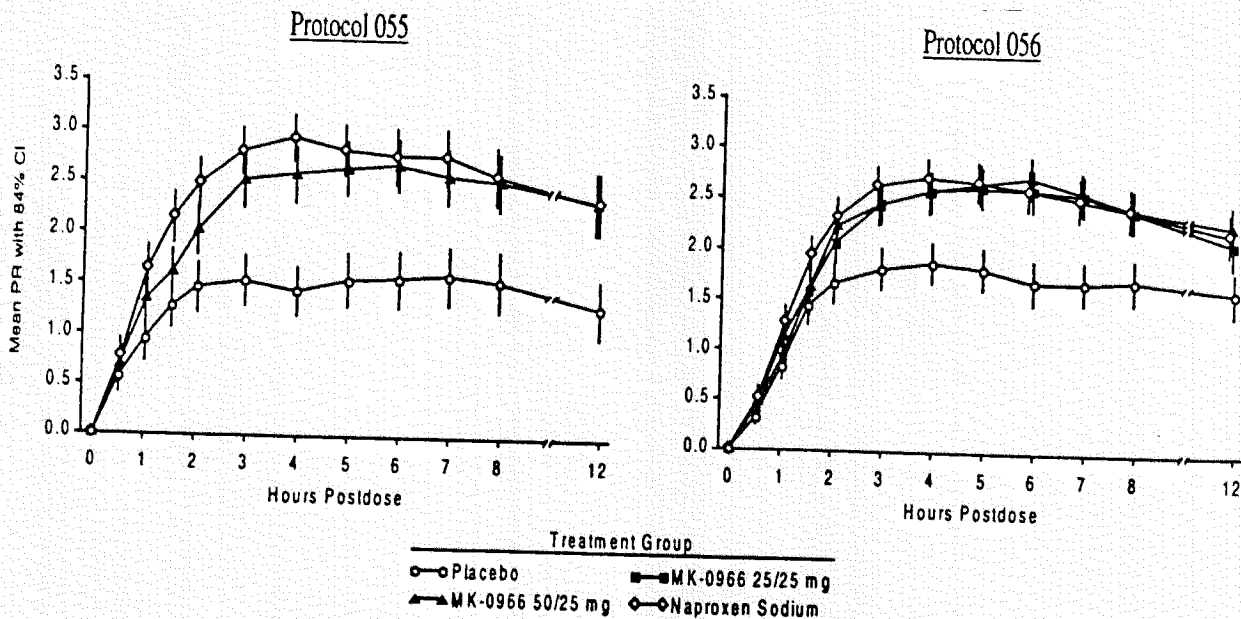 Protocol 055
Protocol 056
Mean PR with 84% CI
3.5
3.0
2.5
2.0
1.5
1.0
0.5
0.0
0 1 2 3 4 5 6 7 8 12
Hours Postdose
3.5
3.0
2.5
2.0
1.5
1.0
0.5
0.0
0 1 2 3 4 5 6 7 8 12
Hours Postdose
Treatment Group
Placebo
MK-0966 25/25 mg
MK-0966 50/25 mg
Naproxen Sodium